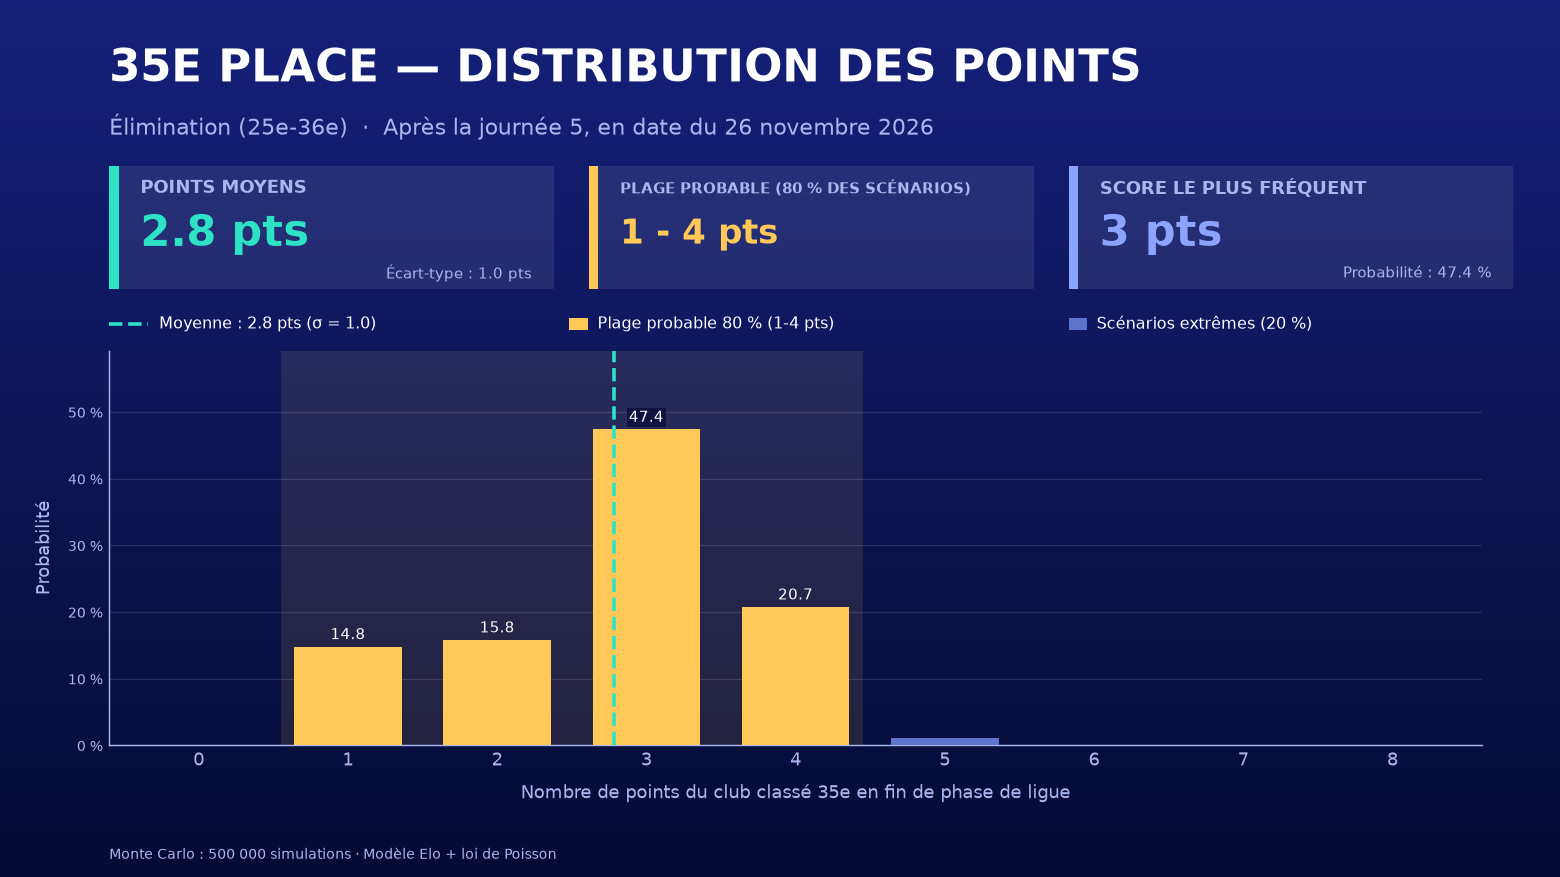 35E PLACE — DISTRIBUTION DES POINTS
Élimination (25e-36e) · Après la journée 5, en date du 26 novembre 2026
POINTS MOYENS
2.8 pts
Écart-type : 1.0 pts
PLAGE PROBABLE (80 % DES SCÉNARIOS)
1 - 4 pts
SCORE LE PLUS FRÉQUENT
3 pts
Probabilité : 47.4 %
Moyenne : 2.8 pts (σ = 1.0)
Plage probable 80 % (1-4 pts)
Scénarios extrêmes (20 %)
Probabilité
50 %
40 %
30 %
20 %
10 %
0 %
14.8
15.8
47.4
20.7
0 1 2 3 4 5 6 7 8
Nombre de points du club classé 35e en fin de phase de ligue
Monte Carlo : 500 000 simulations · Modèle Elo + loi de Poisson